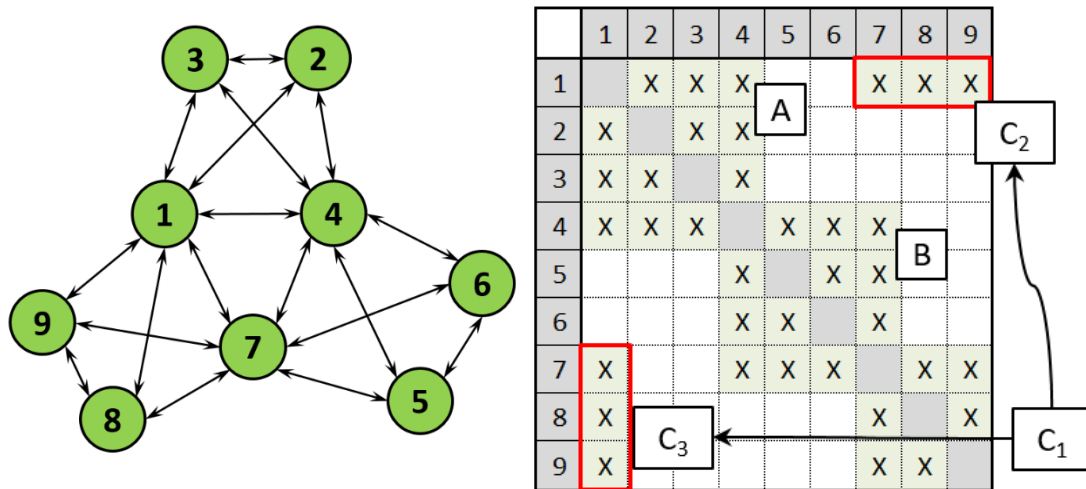 3 2
1 4
6
9 7
8 5
1 2 3 4 5 6 7 8 9
1 X X X X X X
A
2 X X X
C2
3 X X X
4 X X X X X X
B
5 X X X
6 X X X
7 X X X X X X
8 X X X
C3 C1
9 X X X